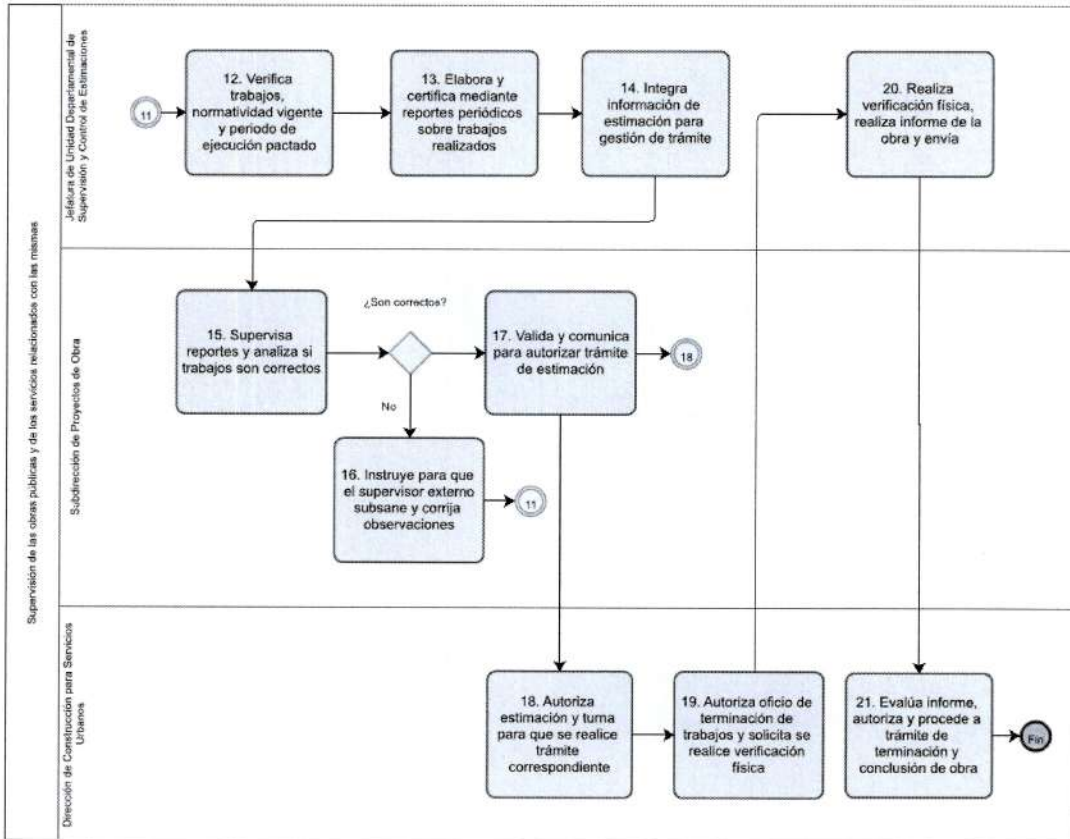 Supervisión de las obras públicas y de los servicios relacionados con las mismas
Jefatura de Unidad Departamental de
Supervisión y Control de Estimaciones
11
12. Verifica
trabajos,
normatividad vigente
y periodo de
ejecución pactado
13. Elabora y
certifica mediante
reportes periódicos
sobre trabajos
realizados
14. Integra
información de
estimación para
gestión de trámite
20. Realiza
verificación física,
realiza informe de la
obra y envía
Subdirección de Proyectos de Obra
15. Supervisa
reportes y analiza si
trabajos son correctos
¿Son correctos?
No
17. Valida y comunica
para autorizar trámite
de estimación
18
16. Instruye para que
el supervisor externo
subsane y corrija
observaciones
11
Dirección de Construcción para Servicios
Urbanos
18. Autoriza
estimación y turna
para que se realice
trámite
correspondiente
19. Autoriza oficio de
terminación de
trabajos y solicita se
realice verificación
física
21. Evalúa informe,
autoriza y procede a
trámite de
terminación y
conclusión de obra
Fin